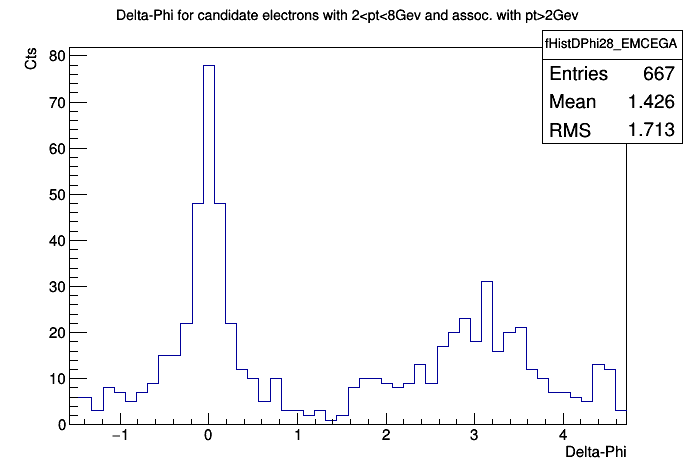 Delta-Phi for candidate electrons with 2<pt<8Gev and assoc. with pt>2Gev
fHistDPhi28_EMCEGA
Entries 667
Mean 1.426
RMS 1.713
Cts
80
70
60
50
40
30
20
10
0
−1 0 1 2 3 4
Delta-Phi